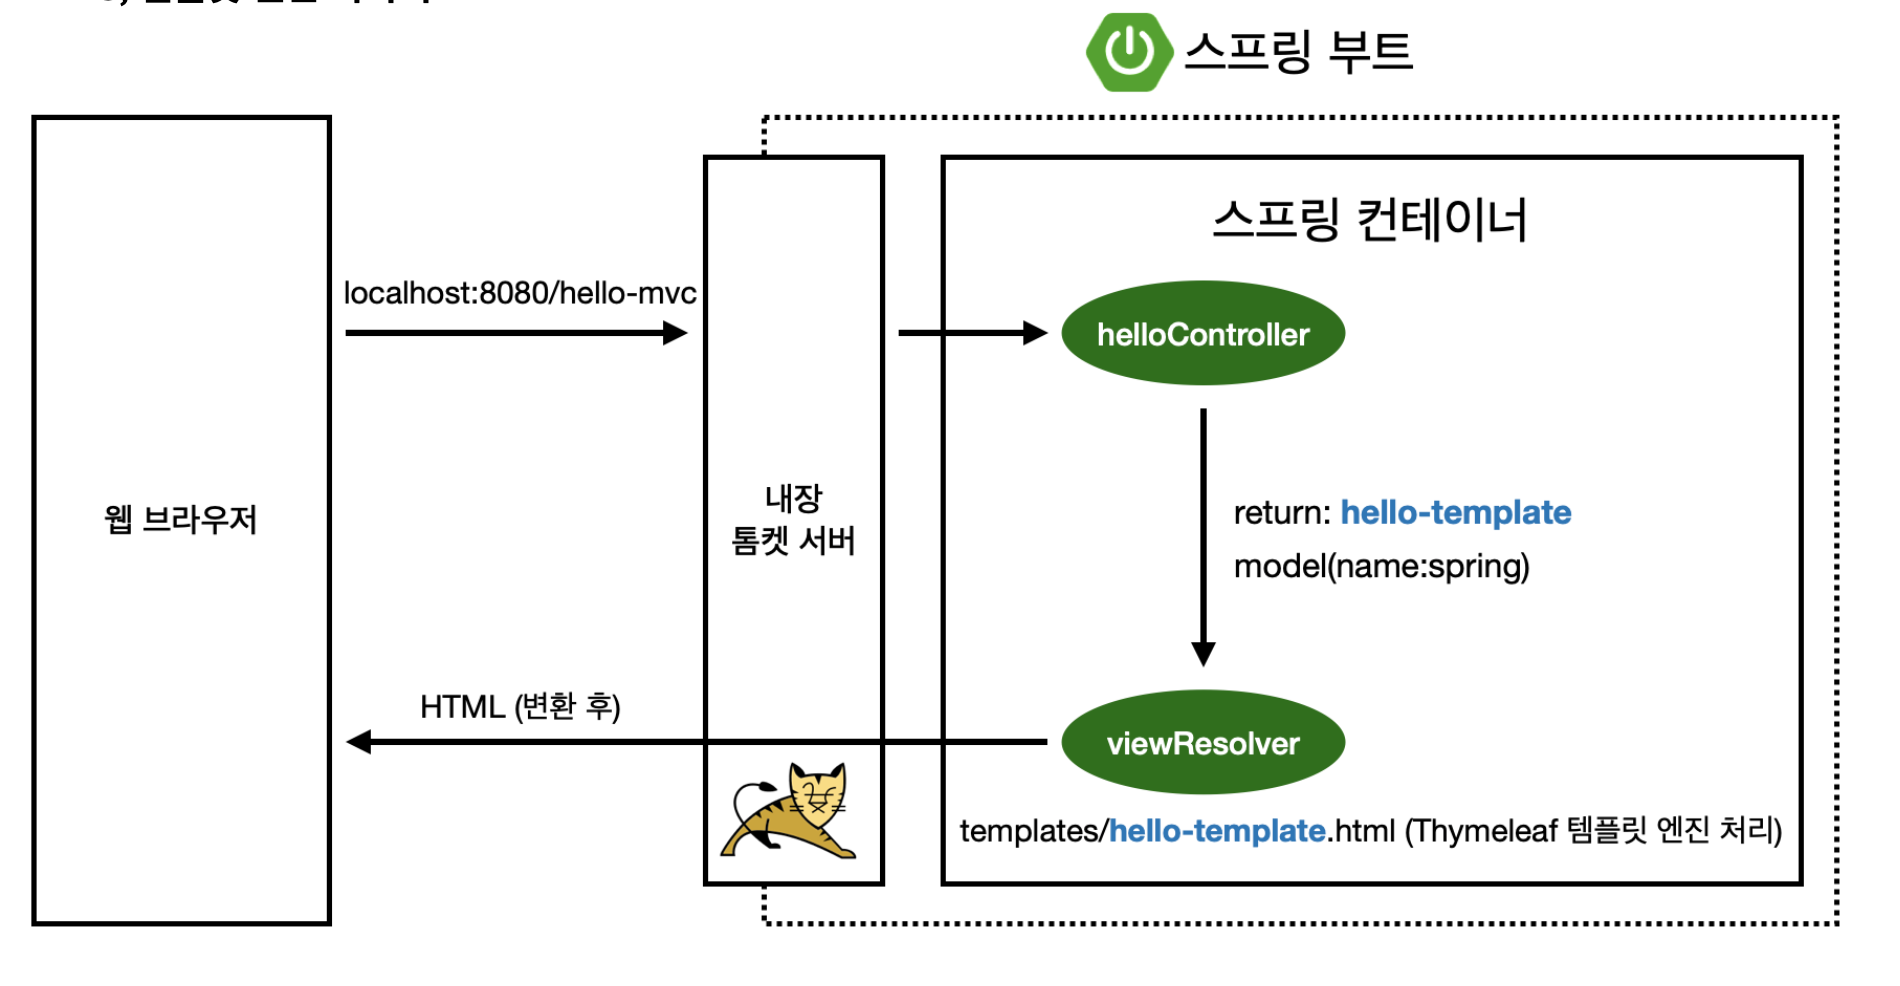 스프링 부트
스프링 컨테이너
localhost:8080/hello-mvc
helloController
웹 브라우저
내장
톰켓 서버
return: hello-template
model(name:spring)
HTML (변환 후)
viewResolver
templates/hello-template.html (Thymeleaf 템플릿 엔진 처리)